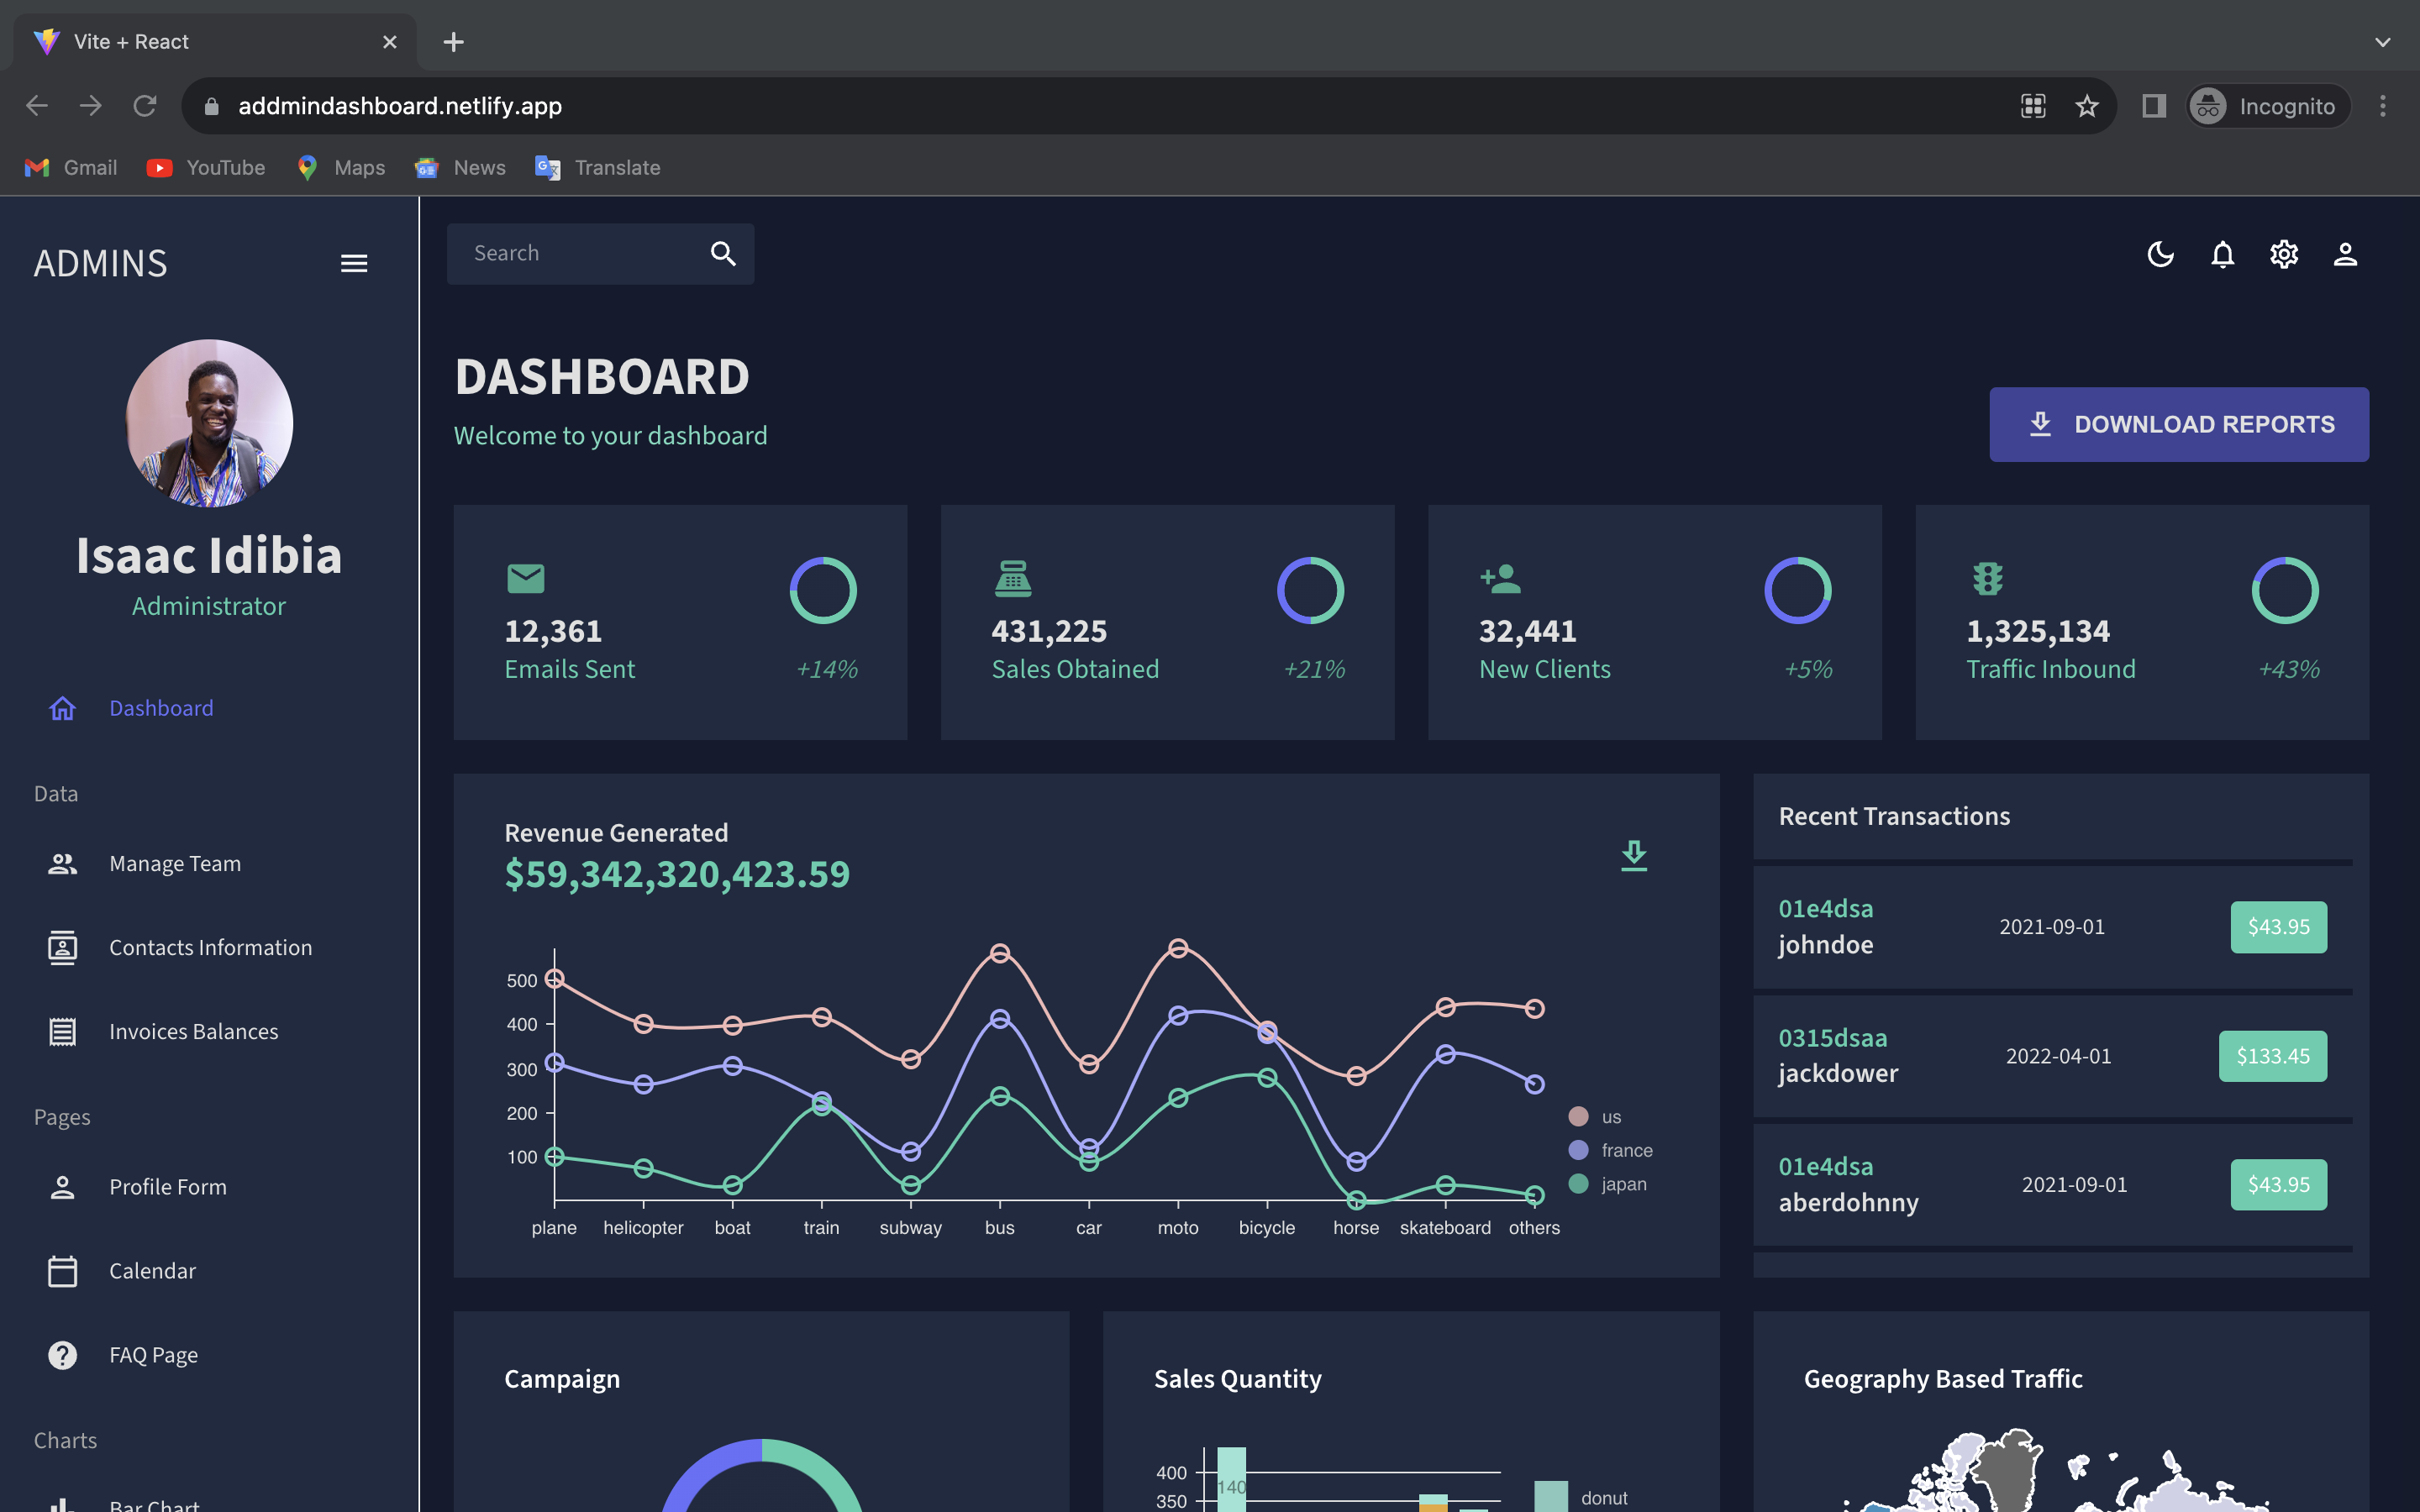 Vite + React
addmindashboard.netlify.app
Incognito
Gmail
YouTube
Maps
News
Translate
ADMINS
Isaac Idibia
Administrator
Dashboard
Data
Manage Team
Contacts Information
Invoices Balances
Pages
Profile Form
Calendar
FAQ Page
Charts
Bar Chart
Search
DASHBOARD
Welcome to your dashboard
DOWNLOAD REPORTS
12,361
Emails Sent
+14%
431,225
Sales Obtained
+21%
32,441
New Clients
+5%
1,325,134
Traffic Inbound
+43%
Revenue Generated
$59,342,320,423.59
500
400
300
200
100
plane helicopter boat train subway bus car moto bicycle horse skateboard others
us
france
japan
Recent Transactions
01e4dsa
johndoe
2021-09-01
$43.95
0315dsaa
jackdower
2022-04-01
$133.45
01e4dsa
aberdohnny
2021-09-01
$43.95
Campaign
Sales Quantity
400
350
140
donut
Geography Based Traffic